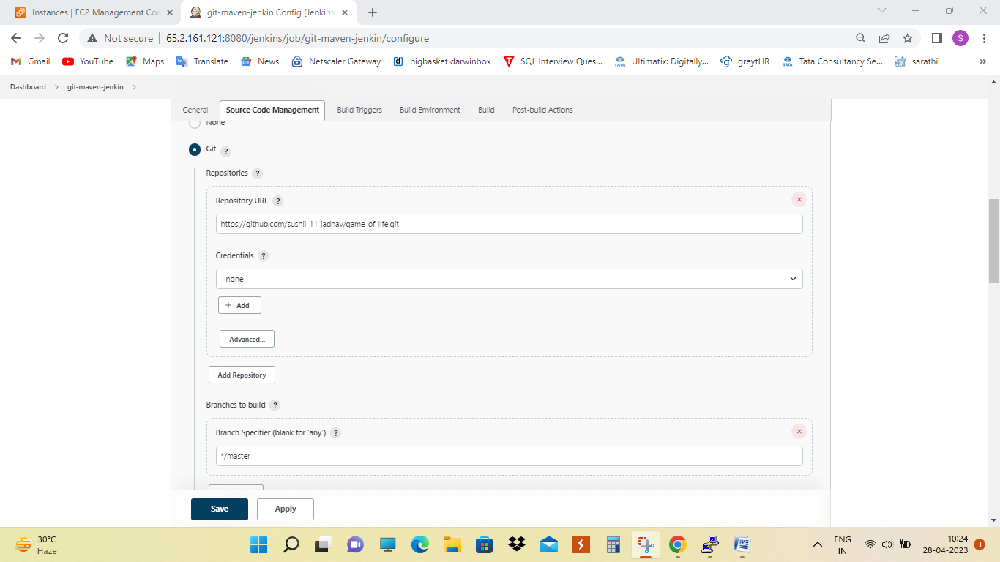 Instances | EC2 Management Con
git-maven-jenkin Config [Jenkins
Not secure | 65.2.161.121:8080/jenkins/job/git-maven-jenkin/configure
S
Gmail YouTube Maps Translate News Netscaler Gateway bigbasket darwinbox SQL Interview Ques... Ultimatix: Digitally... greytHR Tata Consultancy Se... sarathi »
Dashboard > git-maven-jenkin >
General Source Code Management Build Triggers Build Environment Build Post-build Actions
None
Git ?
Repositories ?
Repository URL ?
https://github.com/sushil-11-jadhav/game-of-life.git
Credentials ?
- none -
+ Add
Advanced...
Add Repository
Branches to build ?
Branch Specifier (blank for 'any') ?
*/master
Save Apply
30°C
Haze
ENG
IN
10:24
28-04-2023
3